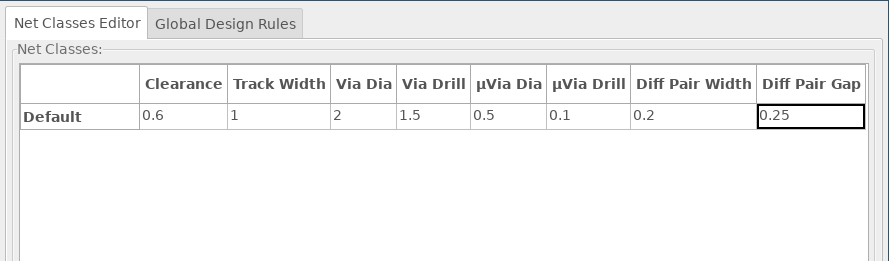 Net Classes Editor Global Design Rules
Net Classes:
Clearance Track Width Via Dia Via Drill µVia Dia µVia Drill Diff Pair Width Diff Pair Gap
Default 0.6 1 2 1.5 0.5 0.1 0.2 0.25